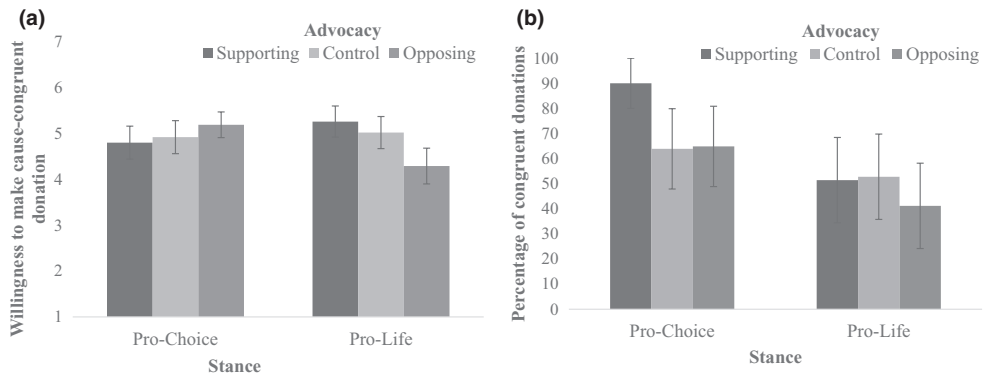 (a)
Advocacy
Supporting Control Opposing
7
6
5
4
3
2
1
Willingness to make cause-congruent
donation
Pro-Choice Pro-Life
Stance
(b)
Advocacy
Supporting Control Opposing
100
90
80
70
60
50
40
30
20
10
0
Percentage of congruent donations
Pro-Choice Pro-Life
Stance